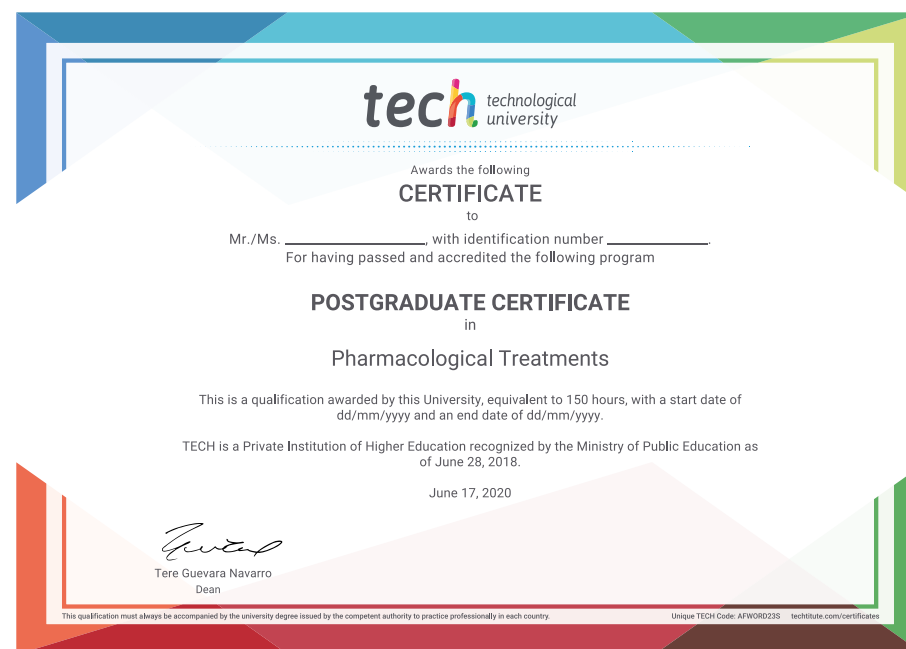 tech technological
university
Awards the following
CERTIFICATE
to
Mr./Ms. ____________________, with identification number ______________.
For having passed and accredited the following program
POSTGRADUATE CERTIFICATE
in
Pharmacological Treatments
This is a qualification awarded by this University, equivalent to 150 hours, with a start date of
dd/mm/yyyy and an end date of dd/mm/yyyy.
TECH is a Private Institution of Higher Education recognized by the Ministry of Public Education as
of June 28, 2018.
June 17, 2020
Tere Guevara Navarro
Dean
This qualification must always be accompanied by the university degree issued by the competent authority to practice professionally in each country. Unique TECH Code: AFWORD23S techtitute.com/certificates